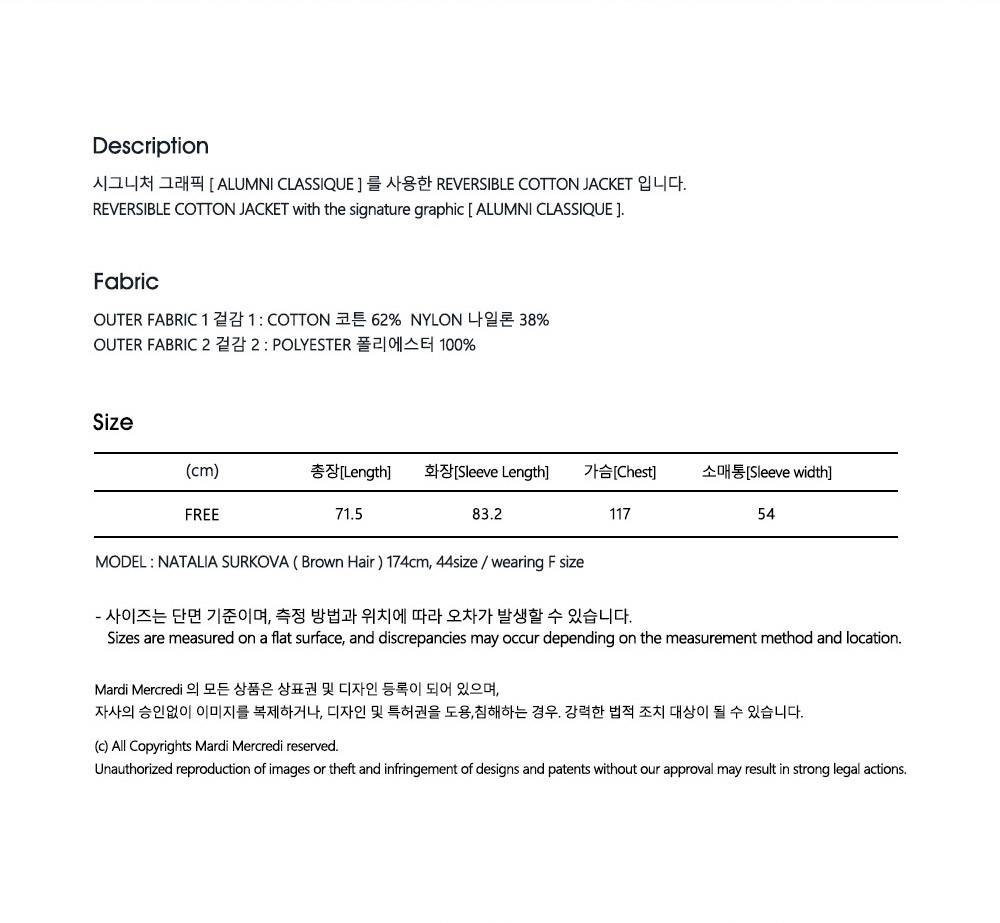 Description
시그니처 그래픽 [ ALUMNI CLASSIQUE ] 를 사용한 REVERSIBLE COTTON JACKET 입니다.
REVERSIBLE COTTON JACKET with the signature graphic [ ALUMNI CLASSIQUE ].
Fabric
OUTER FABRIC 1 겉감 1 : COTTON 코튼 62% NYLON 나일론 38%
OUTER FABRIC 2 겉감 2 : POLYESTER 폴리에스터 100%
Size
(cm) 총장[Length] 화장[Sleeve Length] 가슴[Chest] 소매통[Sleeve width]
FREE 71.5 83.2 117 54
MODEL : NATALIA SURKOVA ( Brown Hair ) 174cm, 44size / wearing F size
- 사이즈는 단면 기준이며, 측정 방법과 위치에 따라 오차가 발생할 수 있습니다.
Sizes are measured on a flat surface, and discrepancies may occur depending on the measurement method and location.
Mardi Mercredi 의 모든 상품은 상표권 및 디자인 등록이 되어 있으며,
자사의 승인없이 이미지를 복제하거나, 디자인 및 특허권을 도용,침해하는 경우. 강력한 법적 조치 대상이 될 수 있습니다.
(c) All Copyrights Mardi Mercredi reserved.
Unauthorized reproduction of images or theft and infringement of designs and patents without our approval may result in strong legal actions.